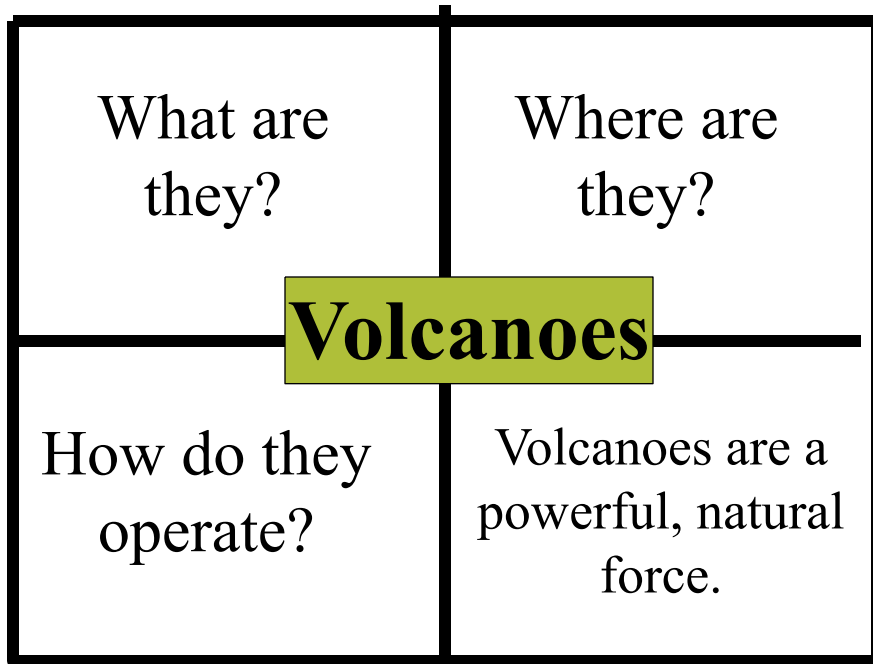 What are
they?
Where are
they?
Volcanoes
How do they
operate?
Volcanoes are a
powerful, natural
force.